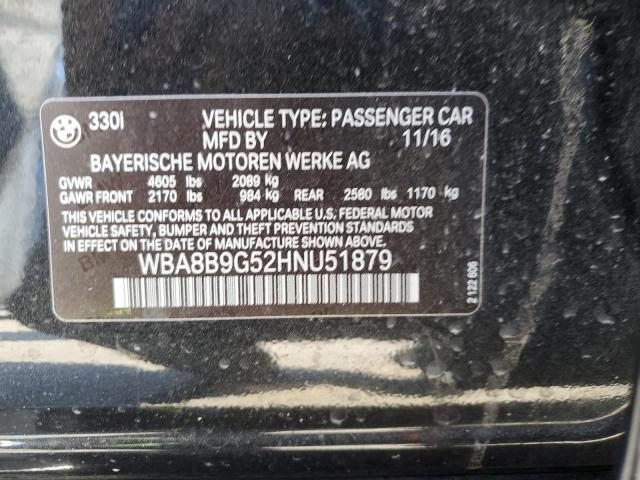 330i VEHICLE TYPE: PASSENGER CAR
MFD BY 11/16
BAYERISCHE MOTOREN WERKE AG
GVWR 4605 lbs 2089 kg
GAWR FRONT 2170 lbs 984 kg REAR 2580 lbs 1170 kg
THIS VEHICLE CONFORMS TO ALL APPLICABLE U.S. FEDERAL MOTOR
VEHICLE SAFETY, BUMPER AND THEFT PREVENTION STANDARDS
IN EFFECT ON THE DATE OF MANUFACTURE SHOWN ABOVE.
WBA8B9G52HNU51879
2 122 606